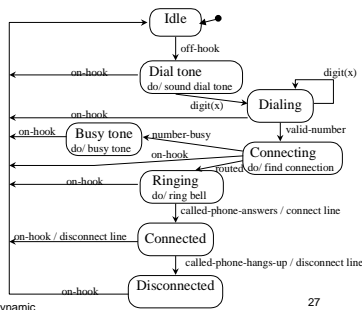 Idle
off-hook
on-hook
Dial tone
do/ sound dial tone
digit(x)
digit(x)
on-hook
Dialing
on-hook
Busy tone
do/ busy tone
number-busy
valid-number
on-hook
Connecting
do/ find connection
routed
on-hook
Ringing
do/ ring bell
called-phone-answers / connect line
on-hook / disconnect line
Connected
called-phone-hangs-up / disconnect line
on-hook
Disconnected
ynamic
27